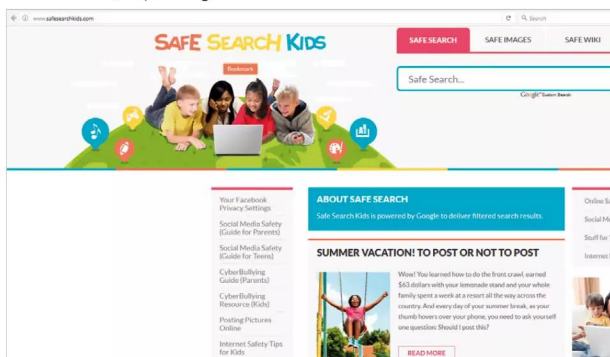 www.safesearchkids.com
Search
SAFE SEARCH KIDS
SAFE SEARCH
SAFE IMAGES
SAFE WIKI
Bookmark
Safe Search...
Google Custom Search
Your Facebook
Privacy Settings
Social Media Safety
(Guide for Parents)
Social Media Safety
(Guide for Teens)
CyberBullying
Guide (Parents)
CyberBullying
Resource (Kids)
Posting Pictures
Online
Internet Safety Tips
for Kids
ABOUT SAFE SEARCH
Safe Search Kids is powered by Google to deliver filtered search results.
SUMMER VACATION! TO POST OR NOT TO POST
Wow! You learned how to do the front crawl, earned
$63 dollars with your lemonade stand and your whole
family spent a week at a resort all the way across the
country. And every day of your summer break, as your
thumb hovers over your phone, you need to ask yourself
one question: Should I post this?
READ MORE
Online
Social
Stuff for
Internet